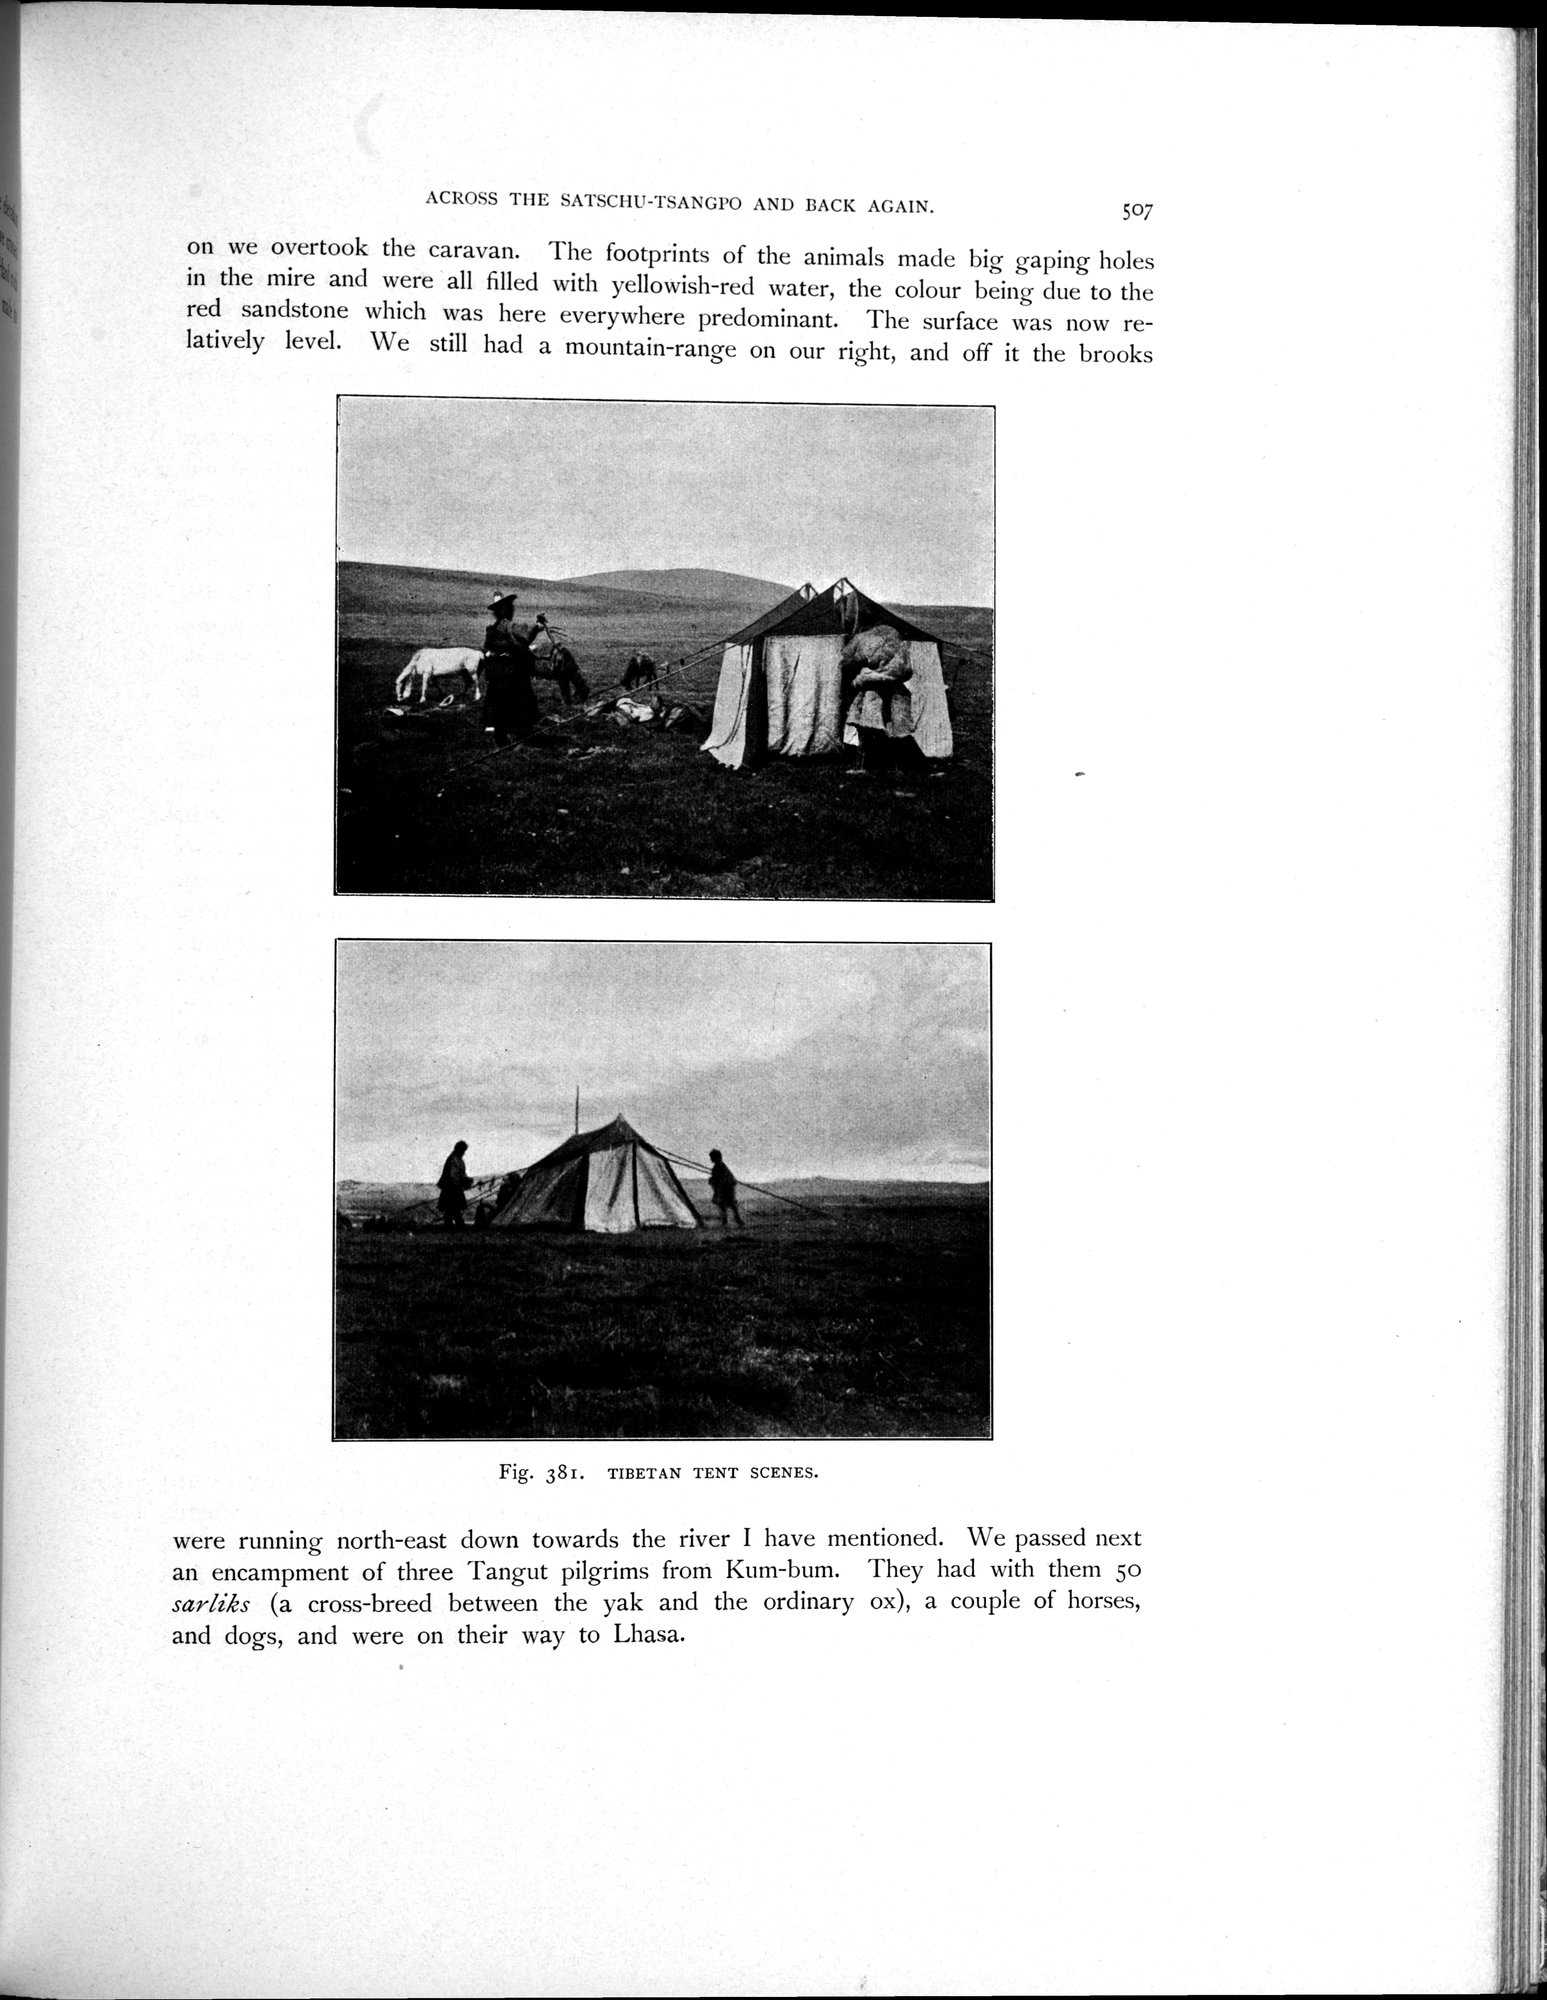 ACROSS THE SATSCHU-TSANGPO AND BACK AGAIN. 507
on we overtook the caravan. The footprints of the animals made big gaping holes
in the mire and were all filled with yellowish-red water, the colour being due to the
red sandstone which was here everywhere predominant. The surface was now re-
latively level. We still had a mountain-range on our right, and off it the brooks
Fig. 381. TIBETAN TENT SCENES.
were running north-east down towards the river I have mentioned. We passed next
an encampment of three Tangut pilgrims from Kum-bum. They had with them 50
sarliks (a cross-breed between the yak and the ordinary ox), a couple of horses,
and dogs, and were on their way to Lhasa.